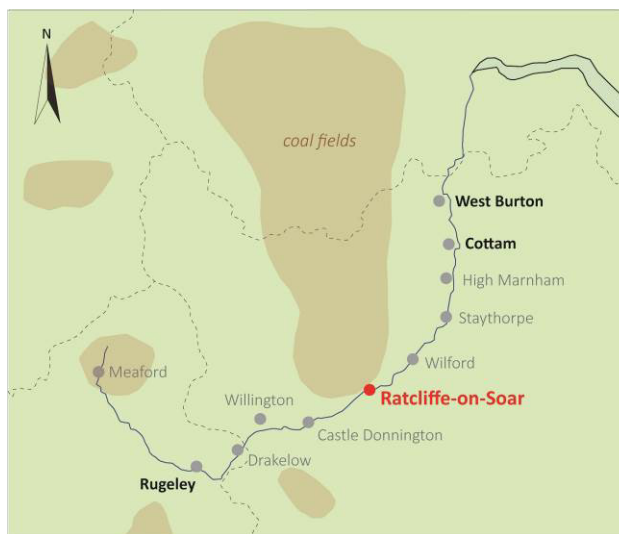 N
coal fields
West Burton
Cottam
High Marnham
Staythorpe
Wilford
Meaford
Ratcliffe-on-Soar
Willington
Castle Donnington
Drakelow
Rugeley